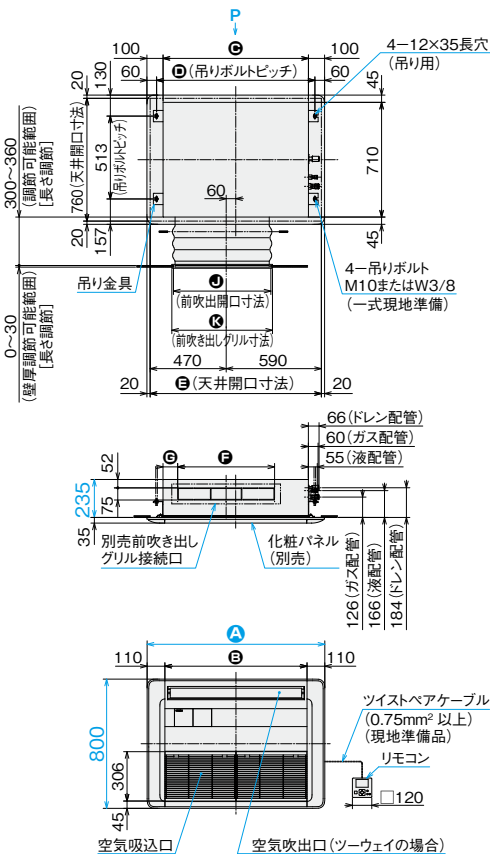 P
100
C
100
4−12×35長穴
(吊り用)
60
D(吊りボルトピッチ)
60
20
130
45
300〜360
(調節可能範囲)
[長さ調節]
760(天井開口寸法)
513
(吊りボルトピッチ)
710
60
20
157
45
吊り金具
J
(前吹出開口寸法)
4−吊りボルト
M10またはW3/8
(一式現地準備)
0〜30
(壁厚調節可能範囲)
[長さ調節]
K
(前吹き出しグリル寸法)
470
590
20
E(天井開口寸法)
20
66(ドレン配管)
60(ガス配管)
55(液配管)
52
G
F
235
75
35
別売前吹き出し
グリル接続口
化粧パネル
(別売)
126(ガス配管)
166(液配管)
184(ドレン配管)
A
110
B
110
800
306
45
ツイストペアケーブル
(0.75mm² 以上)
(現地準備品)
リモコン
□120
空気吸込口
空気吹出口(ツーウェイの場合)